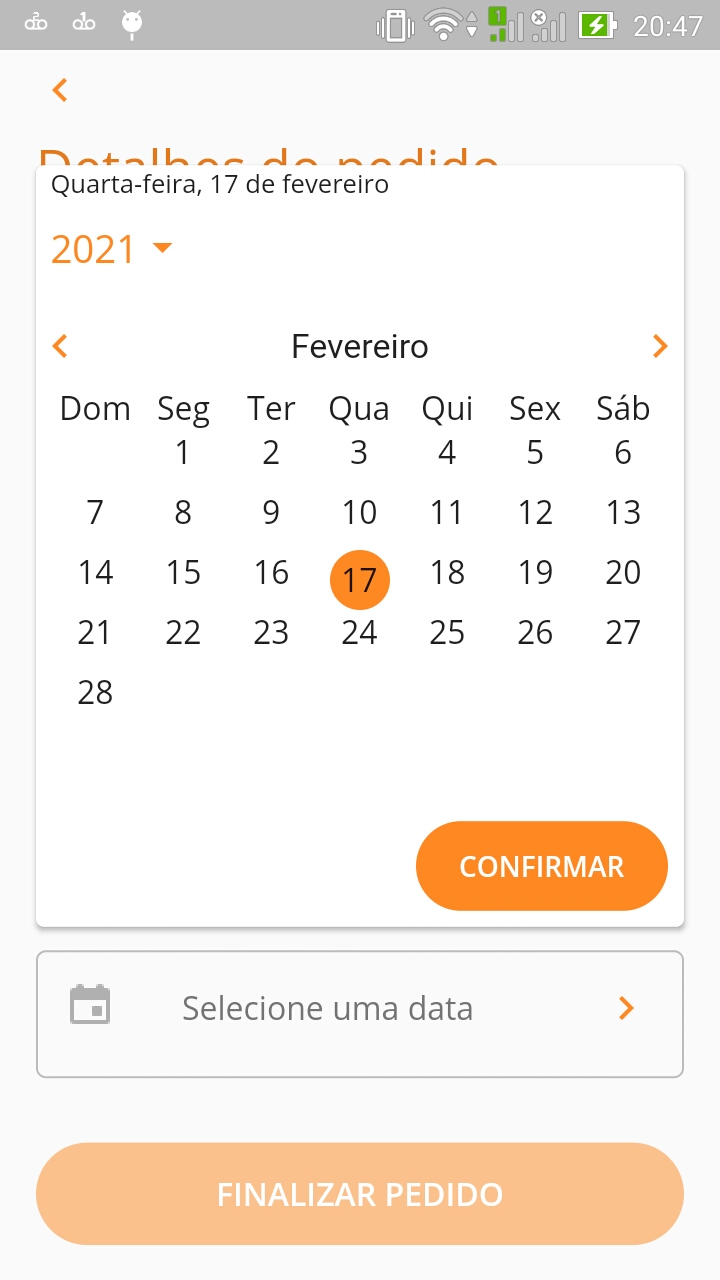 20:47
Detalhes do pedido
Quarta-feira, 17 de fevereiro
2021
Fevereiro
Dom Seg Ter Qua Qui Sex Sáb
1 2 3 4 5 6
7 8 9 10 11 12 13
14 15 16 17 18 19 20
21 22 23 24 25 26 27
28
CONFIRMAR
Selecione uma data
FINALIZAR PEDIDO